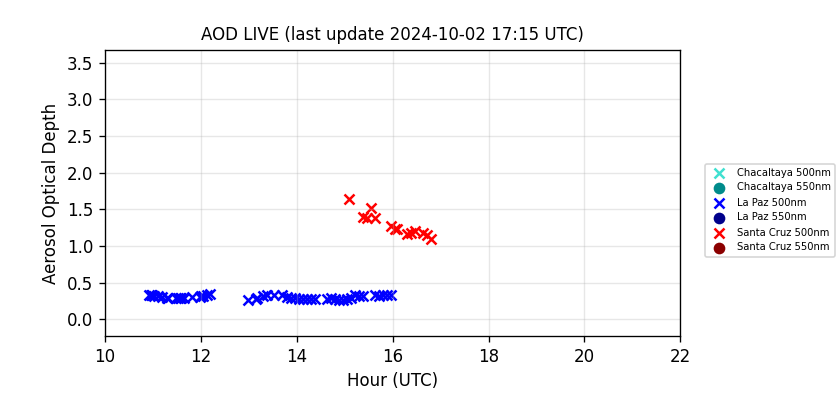 AOD LIVE (last update 2024-10-02 17:15 UTC)
Aerosol Optical Depth
3.5
3.0
2.5
2.0
1.5
1.0
0.5
0.0
10 12 14 16 18 20 22
Hour (UTC)
Chacaltaya 500nm
Chacaltaya 550nm
La Paz 500nm
La Paz 550nm
Santa Cruz 500nm
Santa Cruz 550nm